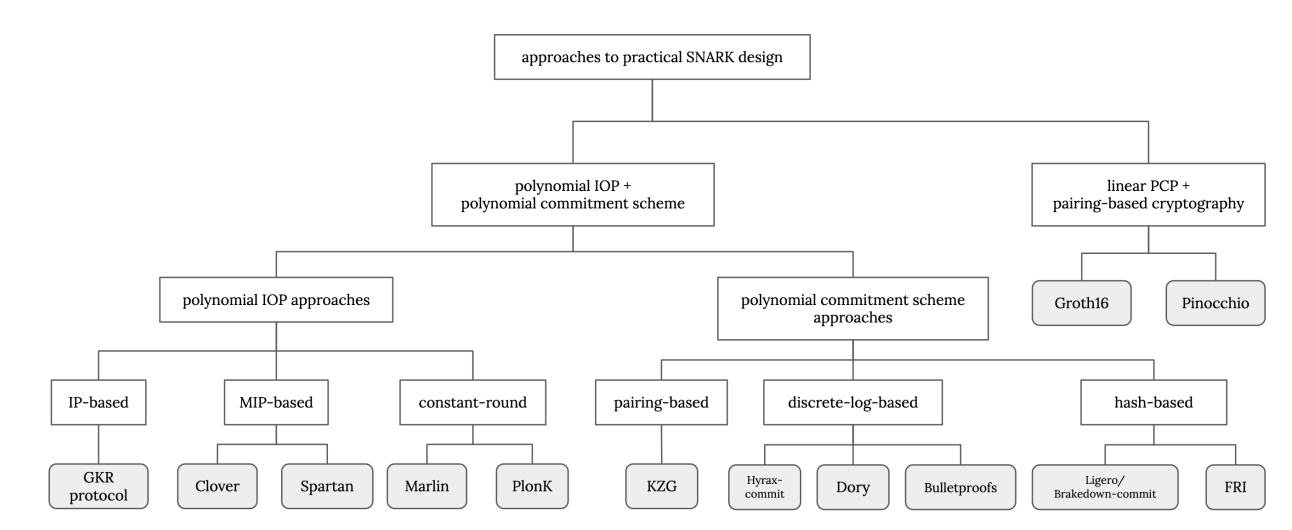 approaches to practical SNARK design
polynomial IOP +
polynomial commitment scheme
linear PCP +
pairing-based cryptography
polynomial IOP approaches
polynomial commitment scheme
approaches
Groth16
Pinocchio
IP-based
MIP-based
constant-round
pairing-based
discrete-log-based
hash-based
GKR
protocol
Clover
Spartan
Marlin
PlonK
KZG
Hyrax-
commit
Dory
Bulletproofs
Ligero/
Brakedown-commit
FRI